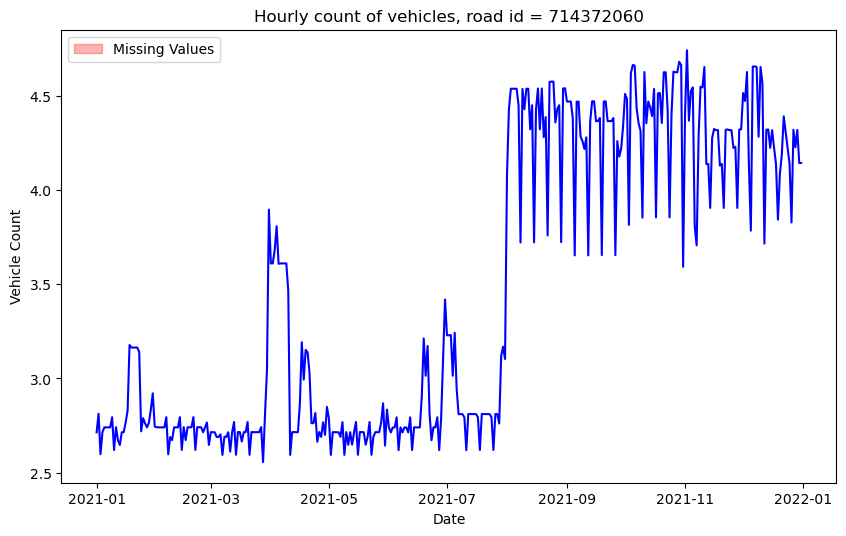 Hourly count of vehicles, road id = 714372060
Missing Values
4.5
4.0
3.5
3.0
2.5
Vehicle Count
2021-01 2021-03 2021-05 2021-07 2021-09 2021-11 2022-01
Date